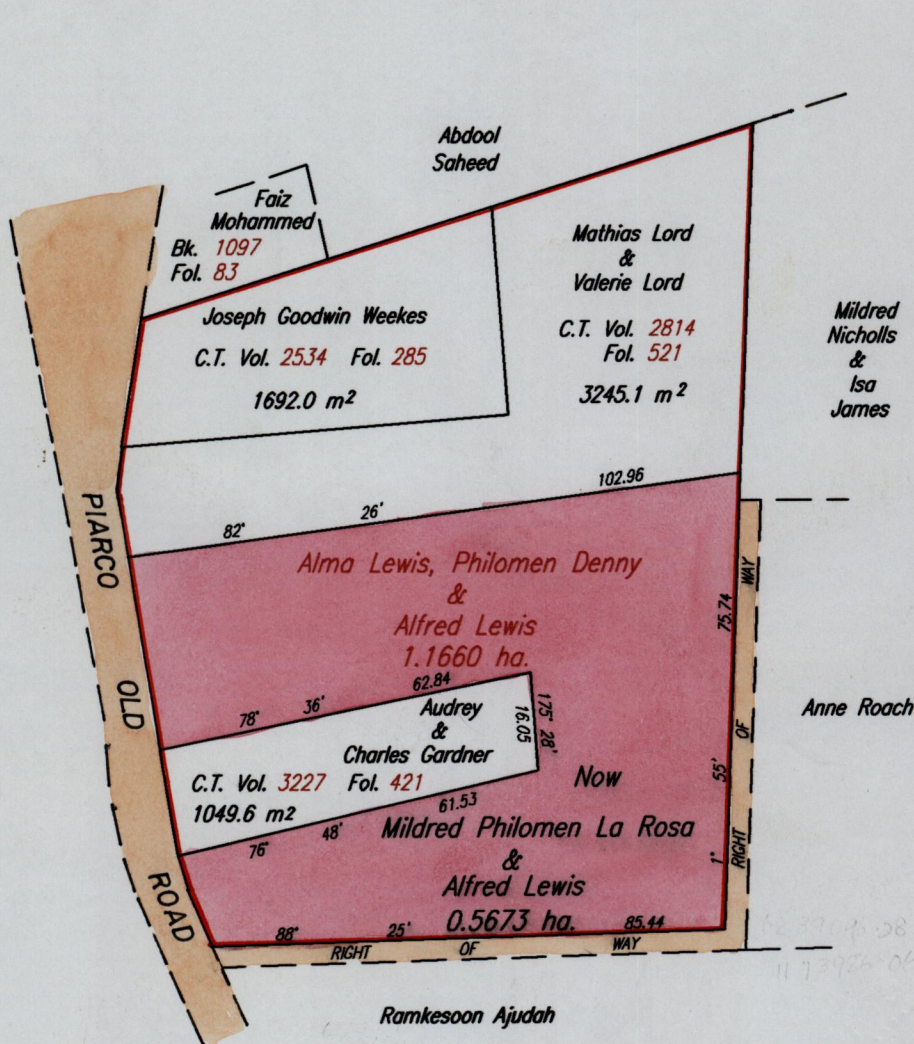 Abdool
Saheed
Faiz
Mohammed
Bk. 1097
Fol. 83
Joseph Goodwin Weekes
C.T. Vol. 2534 Fol. 285
1692.0 m²
Mathias Lord
&
Valerie Lord
C.T. Vol. 2814
Fol. 521
3245.1 m²
Mildred
Nicholls
&
Isa
James
82° 26' 102.96
Alma Lewis, Philomen Denny
&
Alfred Lewis
1.1660 ha.
78° 36' 62.84
175° 28'
16.05
Audrey
&
Charles Gardner
C.T. Vol. 3227 Fol. 421
1049.6 m²
76° 48' 61.53
Now
Mildred Philomen La Rosa
&
Alfred Lewis
0.5673 ha.
1° 55' 75.74
RIGHT OF WAY
Anne Roach
88° 25' 85.44
RIGHT OF WAY
PIARCO OLD ROAD
Ramkesoon Ajudah